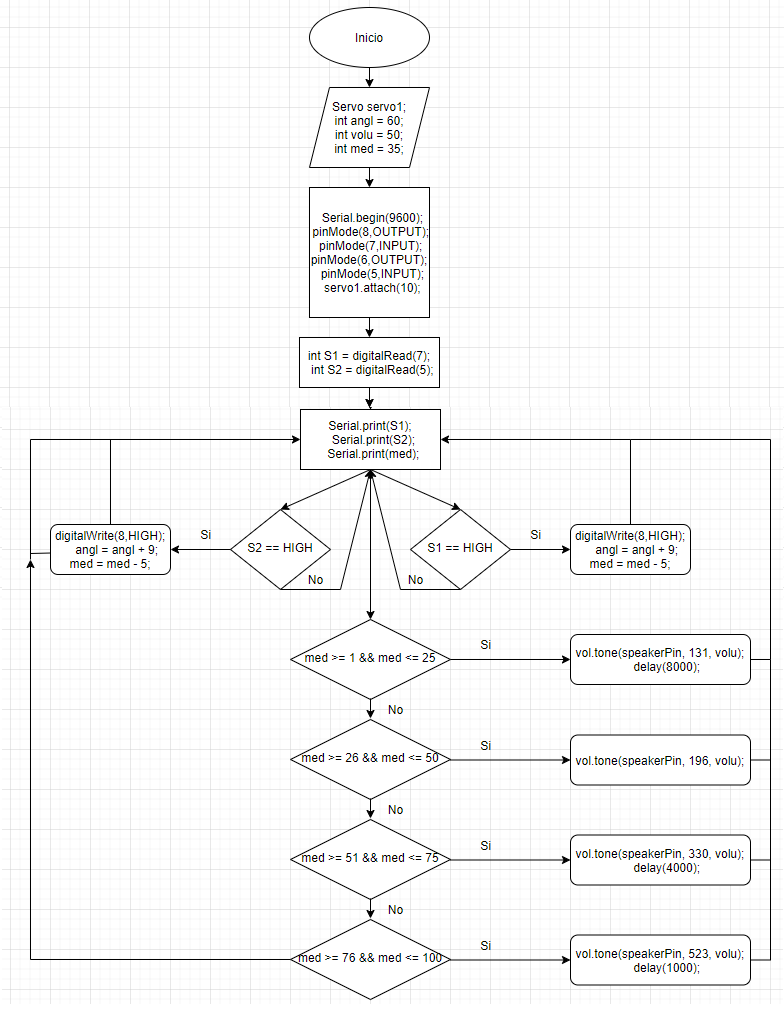 Inicio
Servo servo1;
int angl = 60;
int volu = 50;
int med = 35;
Serial.begin(9600);
pinMode(8,OUTPUT);
pinMode(7,INPUT);
pinMode(6,OUTPUT);
pinMode(5,INPUT);
servo1.attach(10);
int S1 = digitalRead(7);
int S2 = digitalRead(5);
Serial.print(S1);
Serial.print(S2);
Serial.print(med);
digitalWrite(8,HIGH);
angl = angl + 9;
med = med - 5;
Si
S2 == HIGH
No
S1 == HIGH
No
Si
digitalWrite(8,HIGH);
angl = angl + 9;
med = med - 5;
med >= 1 && med <= 25
Si
vol.tone(speakerPin, 131, volu);
delay(8000);
No
med >= 26 && med <= 50
Si
vol.tone(speakerPin, 196, volu);
No
med >= 51 && med <= 75
Si
vol.tone(speakerPin, 330, volu);
delay(4000);
No
med >= 76 && med <= 100
Si
vol.tone(speakerPin, 523, volu);
delay(1000);